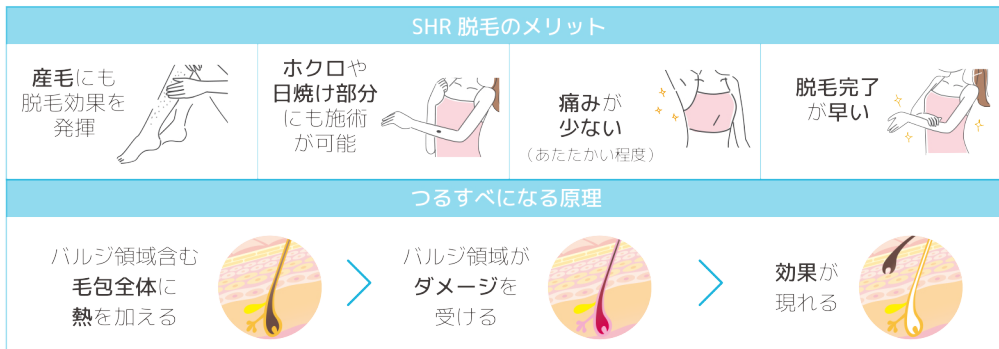 SHR 脱毛のメリット
産毛にも
脱毛効果を
発揮
ホクロや
日焼け部分
にも施術
が可能
痛みが
少ない
（あたたかい程度）
脱毛完了
が早い
つるすべになる原理
バルジ領域含む
毛包全体に
熱を加える
バルジ領域が
ダメージを
受ける
効果が
現れる